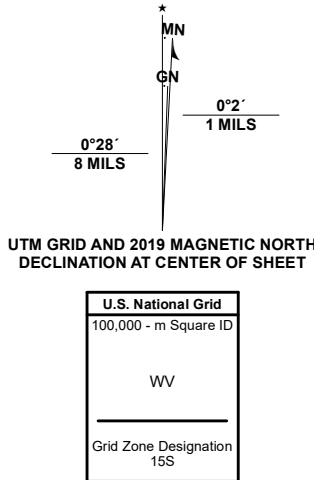 MN
GN
0°2´
1 MILS
0°28´
8 MILS
UTM GRID AND 2019 MAGNETIC NORTH
DECLINATION AT CENTER OF SHEET
U.S. National Grid
100,000 - m Square ID
WV
Grid Zone Designation
15S